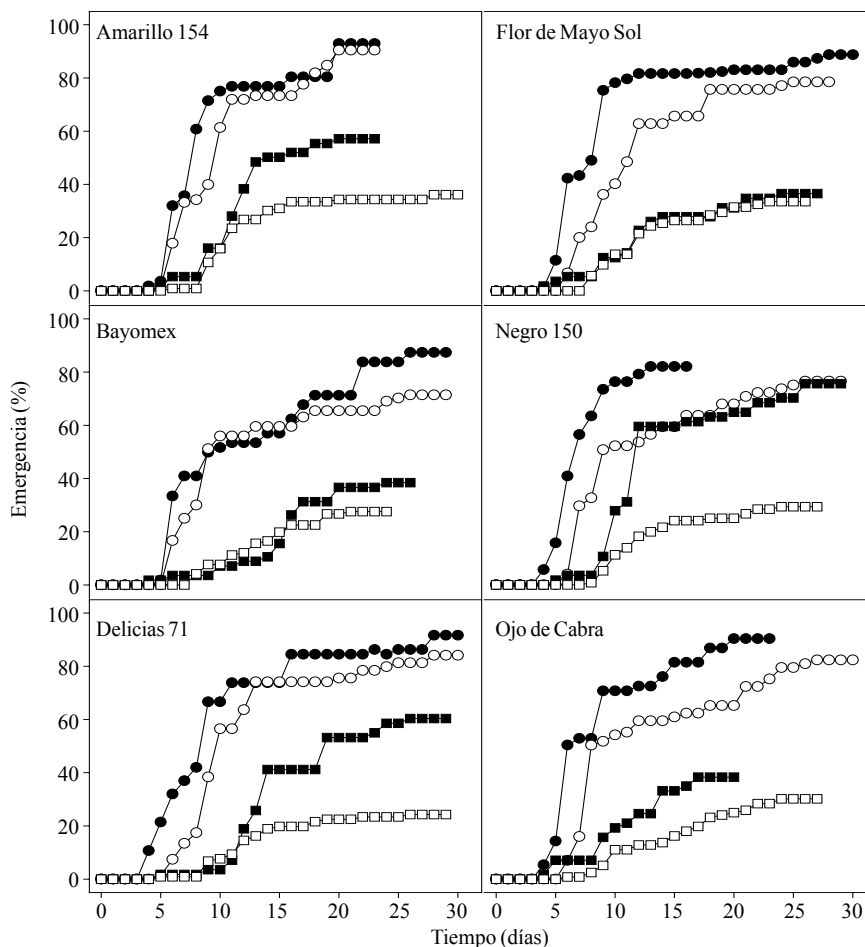 Amarillo 154
Flor de Mayo Sol
100
80
60
40
20
0
Bayomex
Negro 150
100
80
60
40
20
0
Emergencia (%)
Delicias 71
Ojo de Cabra
100
80
60
40
20
0
0 5 10 15 20 25 30 0 5 10 15 20 25 30
Tiempo (días)